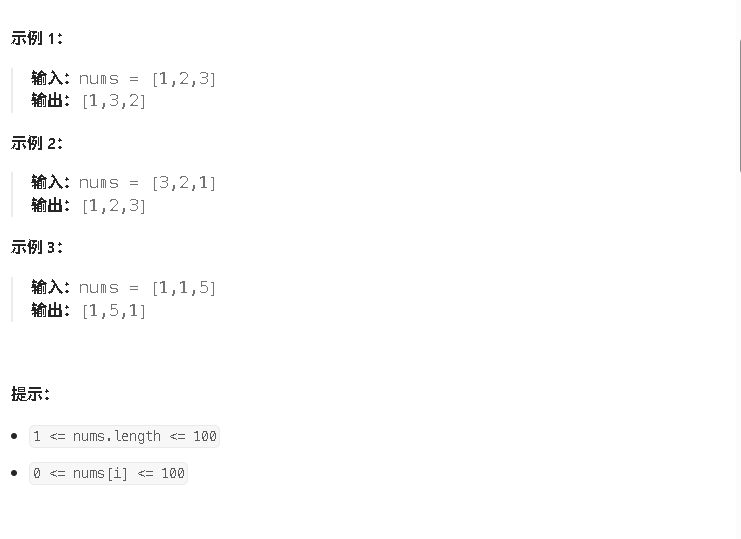 示例 1：
输入：nums = [1,2,3]
输出：[1,3,2]
示例 2：
输入：nums = [3,2,1]
输出：[1,2,3]
示例 3：
输入：nums = [1,1,5]
输出：[1,5,1]
提示：
1 <= nums.length <= 100
0 <= nums[i] <= 100